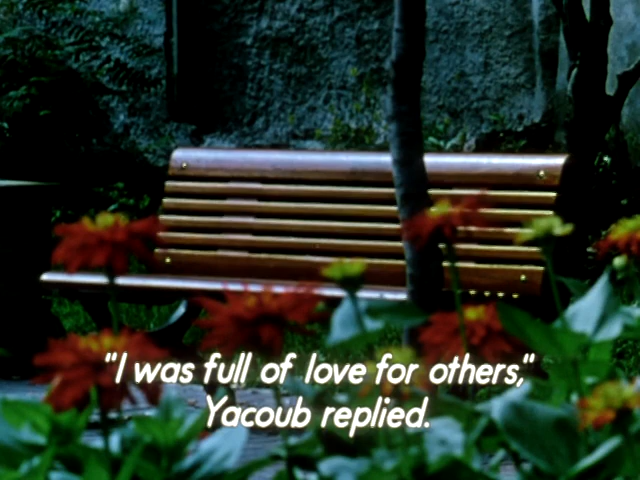 "I was full of love for others,"
Yacoub replied.